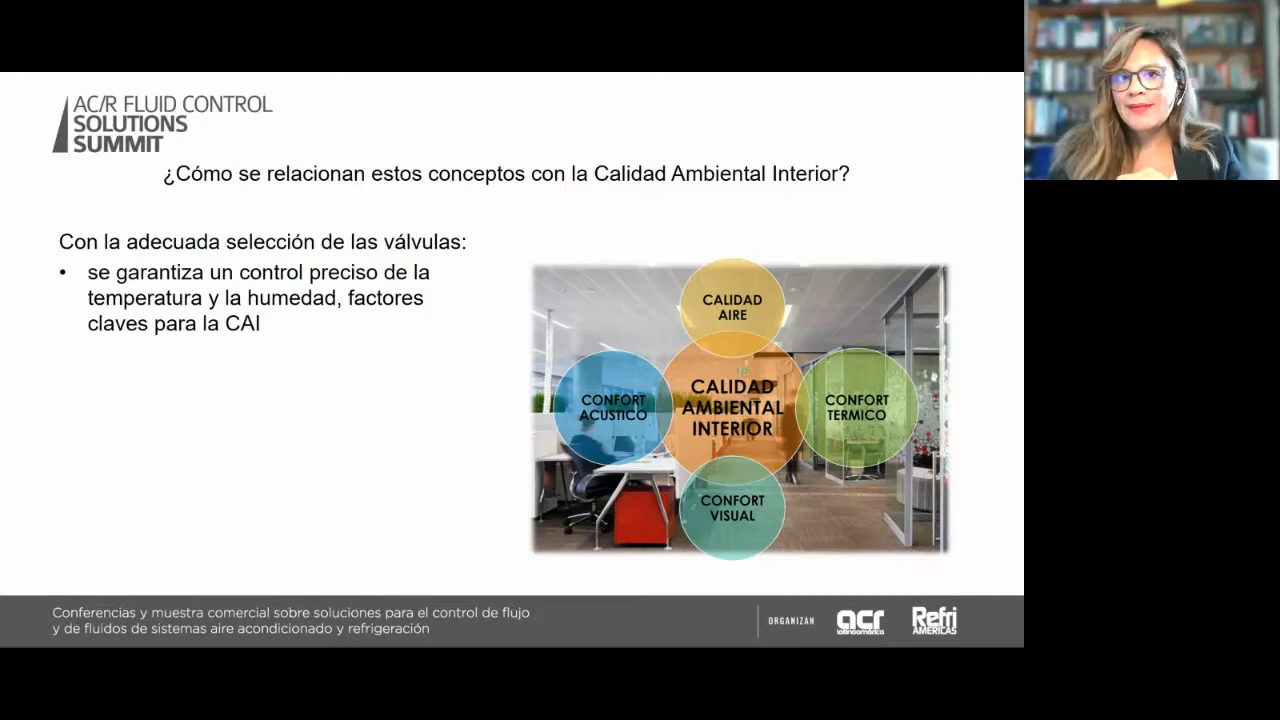 AC/R FLUID CONTROL
SOLUTIONS
SUMMIT
¿Cómo se relacionan estos conceptos con la Calidad Ambiental Interior?
Con la adecuada selección de las válvulas:
• se garantiza un control preciso de la
temperatura y la humedad, factores
claves para la CAI
CALIDAD
AIRE
CONFORT
ACUSTICO
CALIDAD
AMBIENTAL
INTERIOR
CONFORT
TERMICO
CONFORT
VISUAL
Conferencias y muestra comercial sobre soluciones para el control de flujo
y de fluidos de sistemas aire acondicionado y refrigeración
ORGANIZAN
acr
latinoamérica
Refri
AMÉRICAS